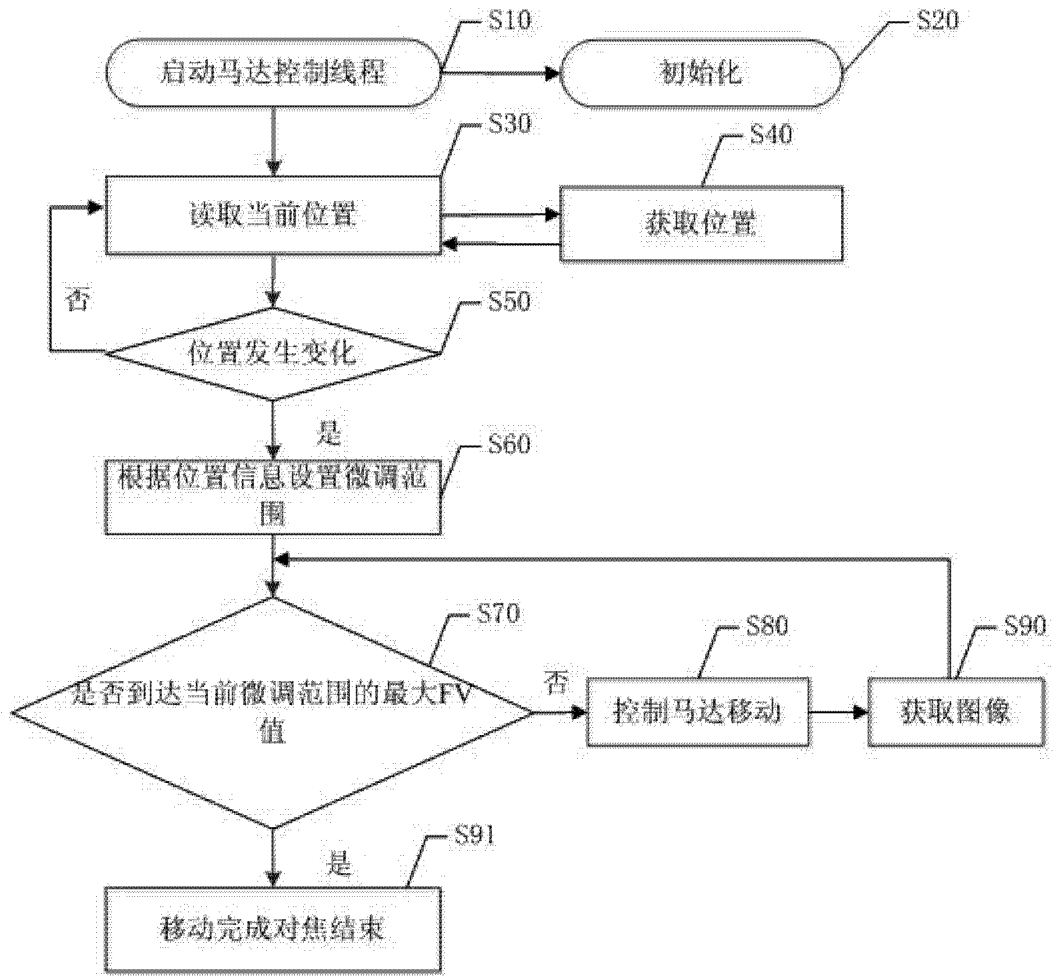 S10
S20
启动马达控制线程
初始化
S30
S40
读取当前位置
获取位置
否
S50
位置发生变化
是
S60
根据位置信息设置微调范
围
S70
S80
S90
是否到达当前微调范围的最大FV
值
否
控制马达移动
获取图像
是
S91
移动完成对焦结束